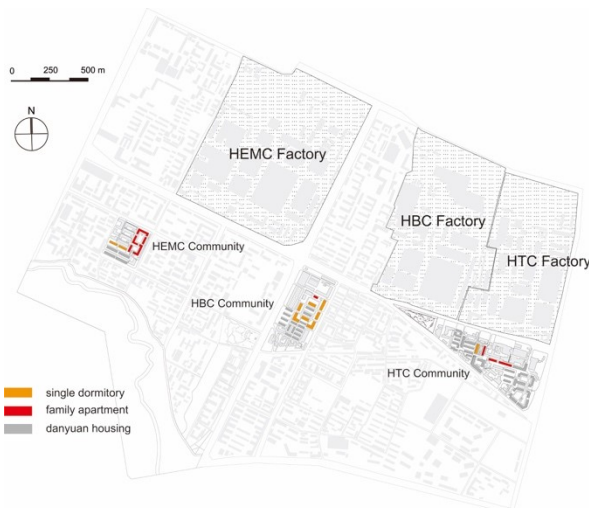 0 250 500 m
N
HEMC Factory
HBC Factory
HTC Factory
HEMC Community
HBC Community
HTC Community
single dormitory
family apartment
danyuan housing